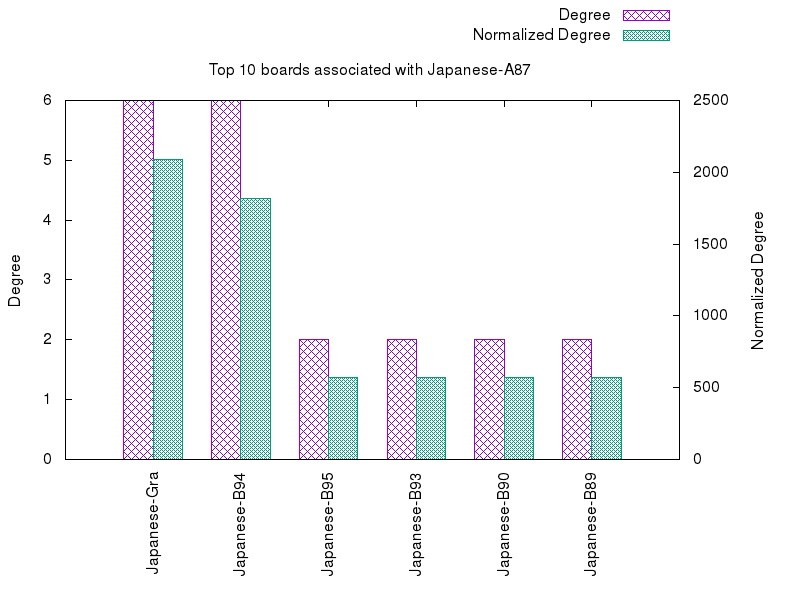 Degree
Normalized Degree
Top 10 boards associated with Japanese-A87
6
5
4
3
2
1
0
2500
2000
1500
1000
500
0
Degree
Normalized Degree
Japanese-Gra
Japanese-B94
Japanese-B95
Japanese-B93
Japanese-B90
Japanese-B89